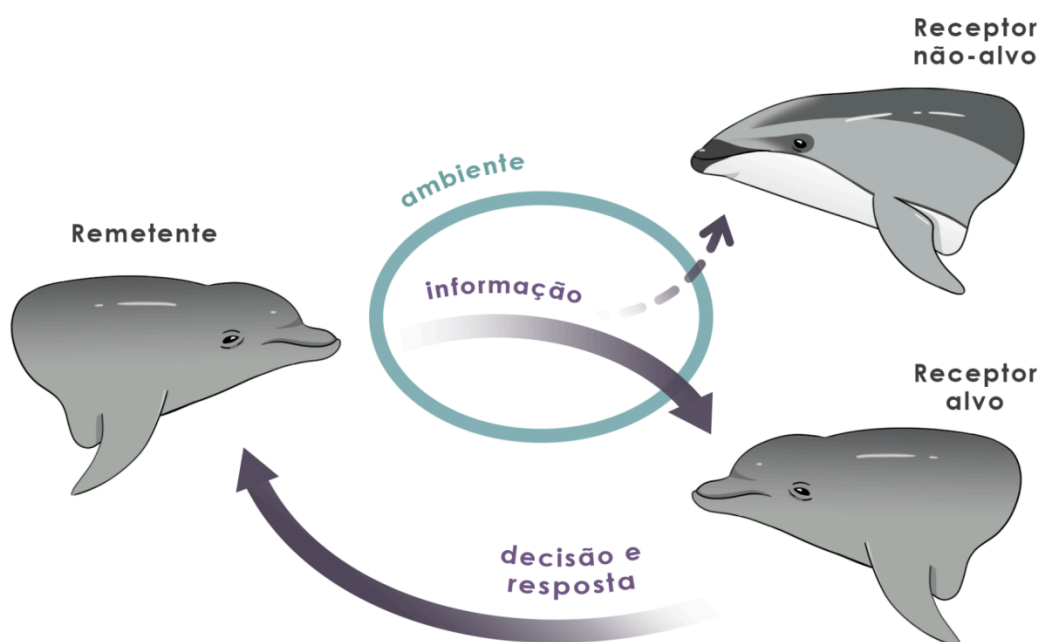 Receptor
não-alvo
ambiente
Remetente
informação
Receptor
alvo
decisão e
resposta